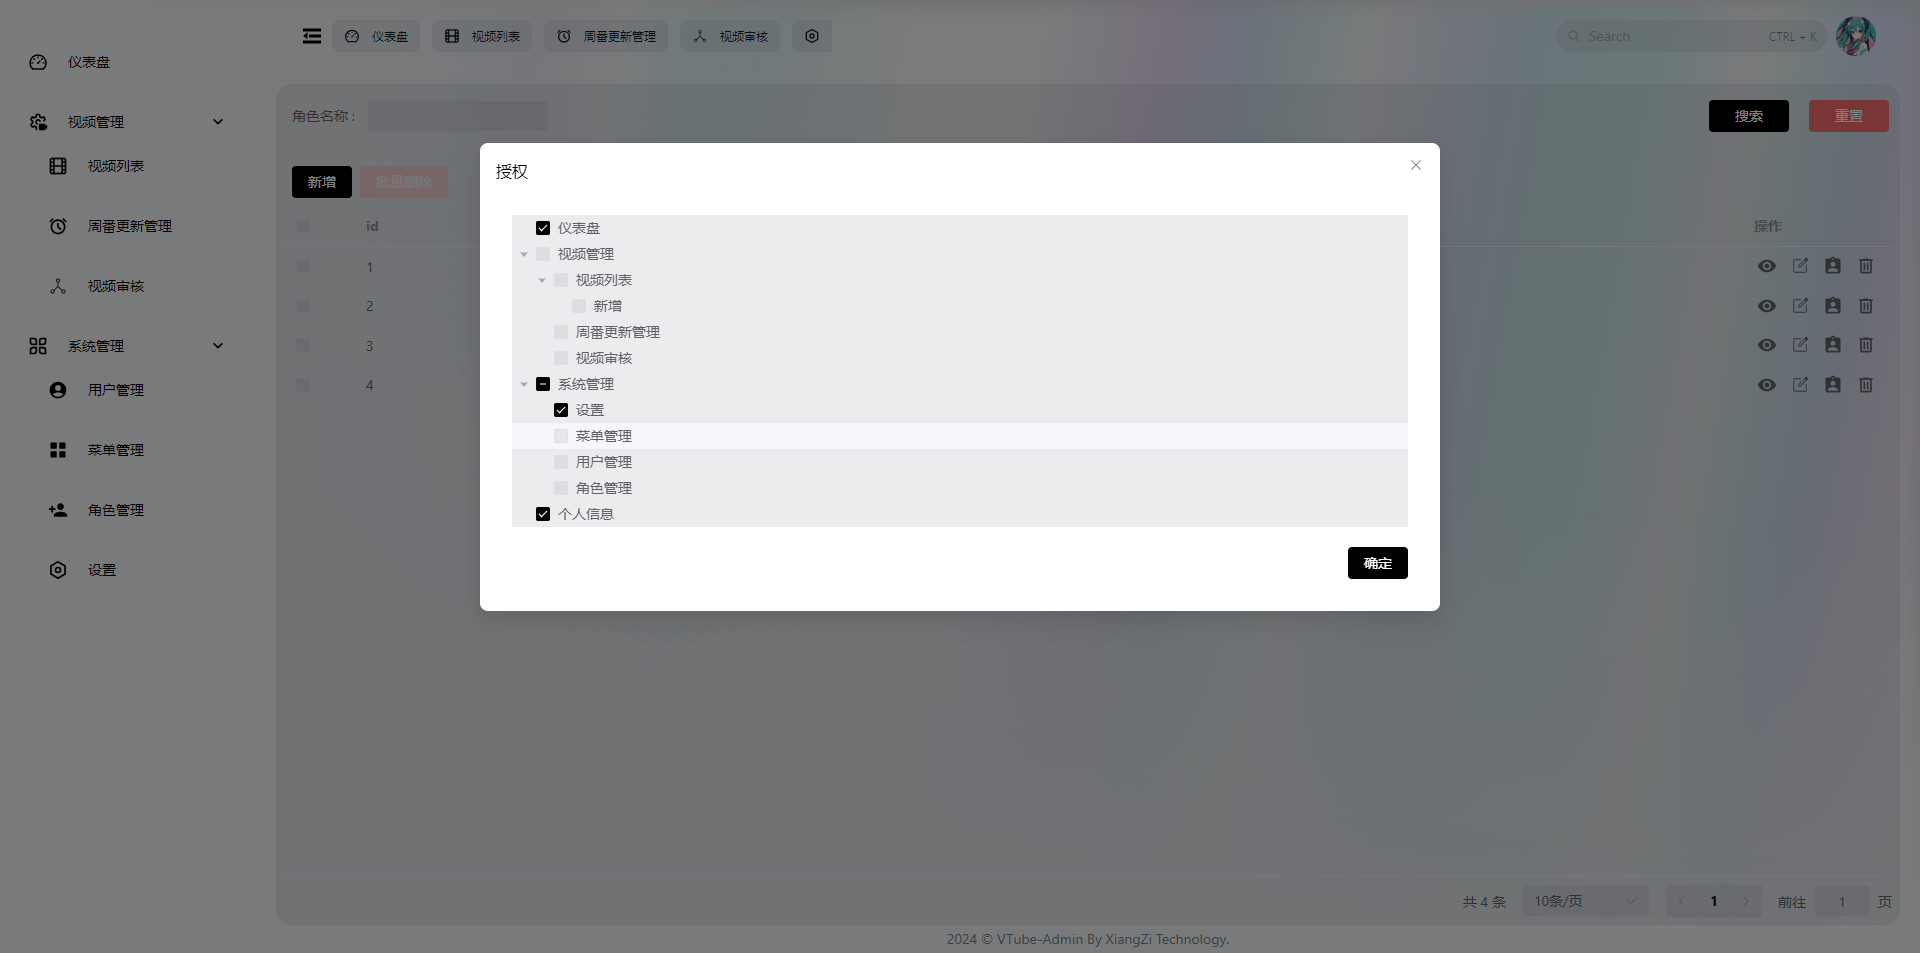 仪表盘
视频管理
视频列表
周番更新管理
视频审核
系统管理
用户管理
菜单管理
角色管理
设置
仪表盘 视频列表 周番更新管理 视频审核
Search CTRL + K
角色名称 :
搜索 重置
新增 批量删除
id 操作
1
2
3
4
授权
仪表盘
视频管理
视频列表
新增
周番更新管理
视频审核
系统管理
设置
菜单管理
用户管理
角色管理
个人信息
确定
共 4 条 10条/页 1 前往 1 页
2024 © VTube-Admin By XiangZi Technology.